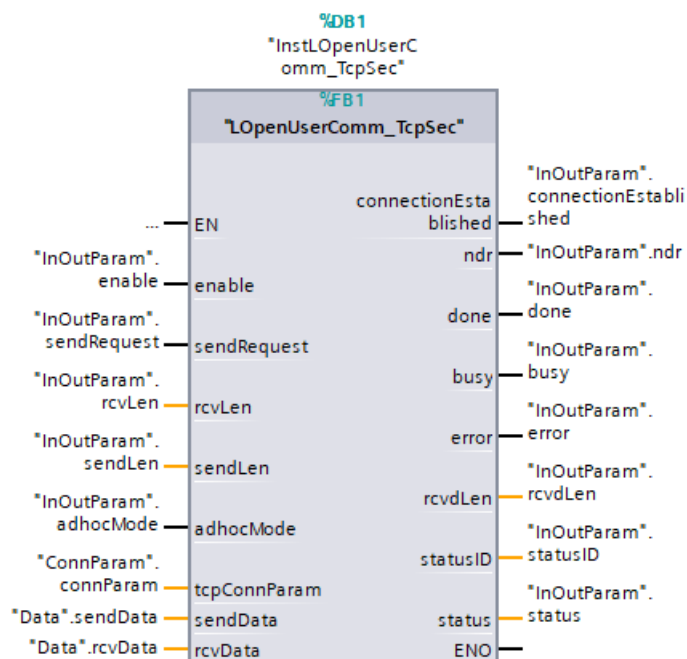 %DB1
"InstLOpenUserC
omm_TcpSec"
%FB1
"LOpenUserComm_TcpSec"
... EN
"InOutParam".
enable
enable
"InOutParam".
sendRequest
sendRequest
"InOutParam".
rcvLen
rcvLen
"InOutParam".
sendLen
sendLen
"InOutParam".
adhocMode
adhocMode
"ConnParam".
connParam
tcpConnParam
"Data".sendData
sendData
"Data".rcvData
rcvData
connectionEsta
blished
"InOutParam".
connectionEstabli
shed
ndr
"InOutParam".ndr
done
"InOutParam".
done
busy
"InOutParam".
busy
error
"InOutParam".
error
rcvdLen
"InOutParam".
rcvdLen
statusID
"InOutParam".
statusID
status
"InOutParam".
status
ENO